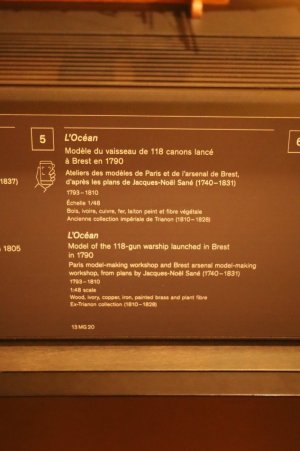 5
L'Océan
Modèle du vaisseau de 118 canons lancé
à Brest en 1790
Ateliers des modèles de Paris et de l'arsenal de Brest,
d'après les plans de Jacques-Noël Sané (1740–1831)
1793–1810
Échelle 1/48
Bois, ivoire, cuivre, fer, laiton peint et fibre végétale
Ancienne collection impériale de Trianon (1810–1828)
L'Océan
Model of the 118-gun warship launched in Brest
in 1790
Paris model-making workshop and Brest arsenal model-making
workshop, from plans by Jacques-Noël Sané (1740–1831)
1793–1810
1:48 scale
Wood, ivory, copper, iron, painted brass and plant fibre
Ex-Trianon collection (1810–1828)
13 MG 20
1837)
1805
6